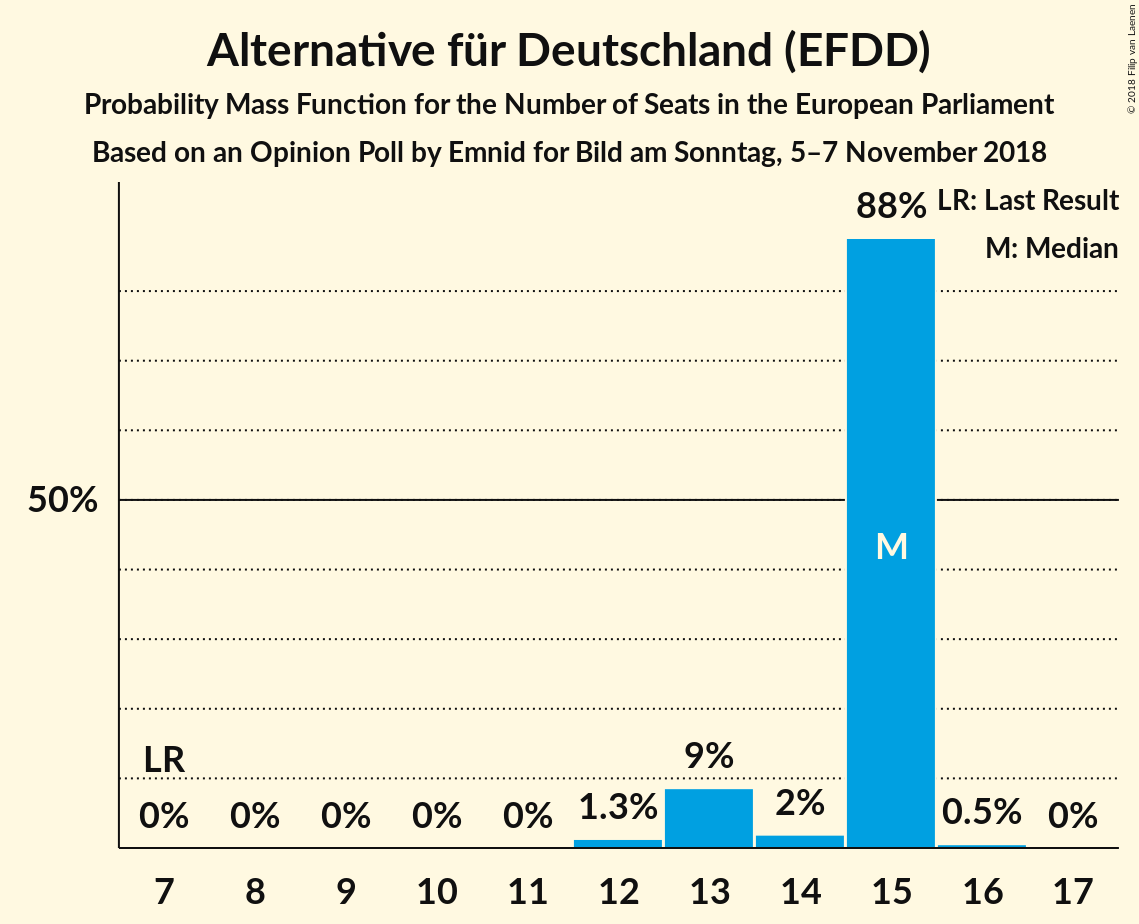 Alternative für Deutschland (EFDD)
Probability Mass Function for the Number of Seats in the European Parliament
Based on an Opinion Poll by Emnid for Bild am Sonntag, 5–7 November 2018
© 2018 Filip van Laenen
88%
LR: Last Result
M: Median
50%
M
LR
0% 0% 0% 0% 0% 1.3% 9% 2% 0.5% 0%
7 8 9 10 11 12 13 14 15 16 17